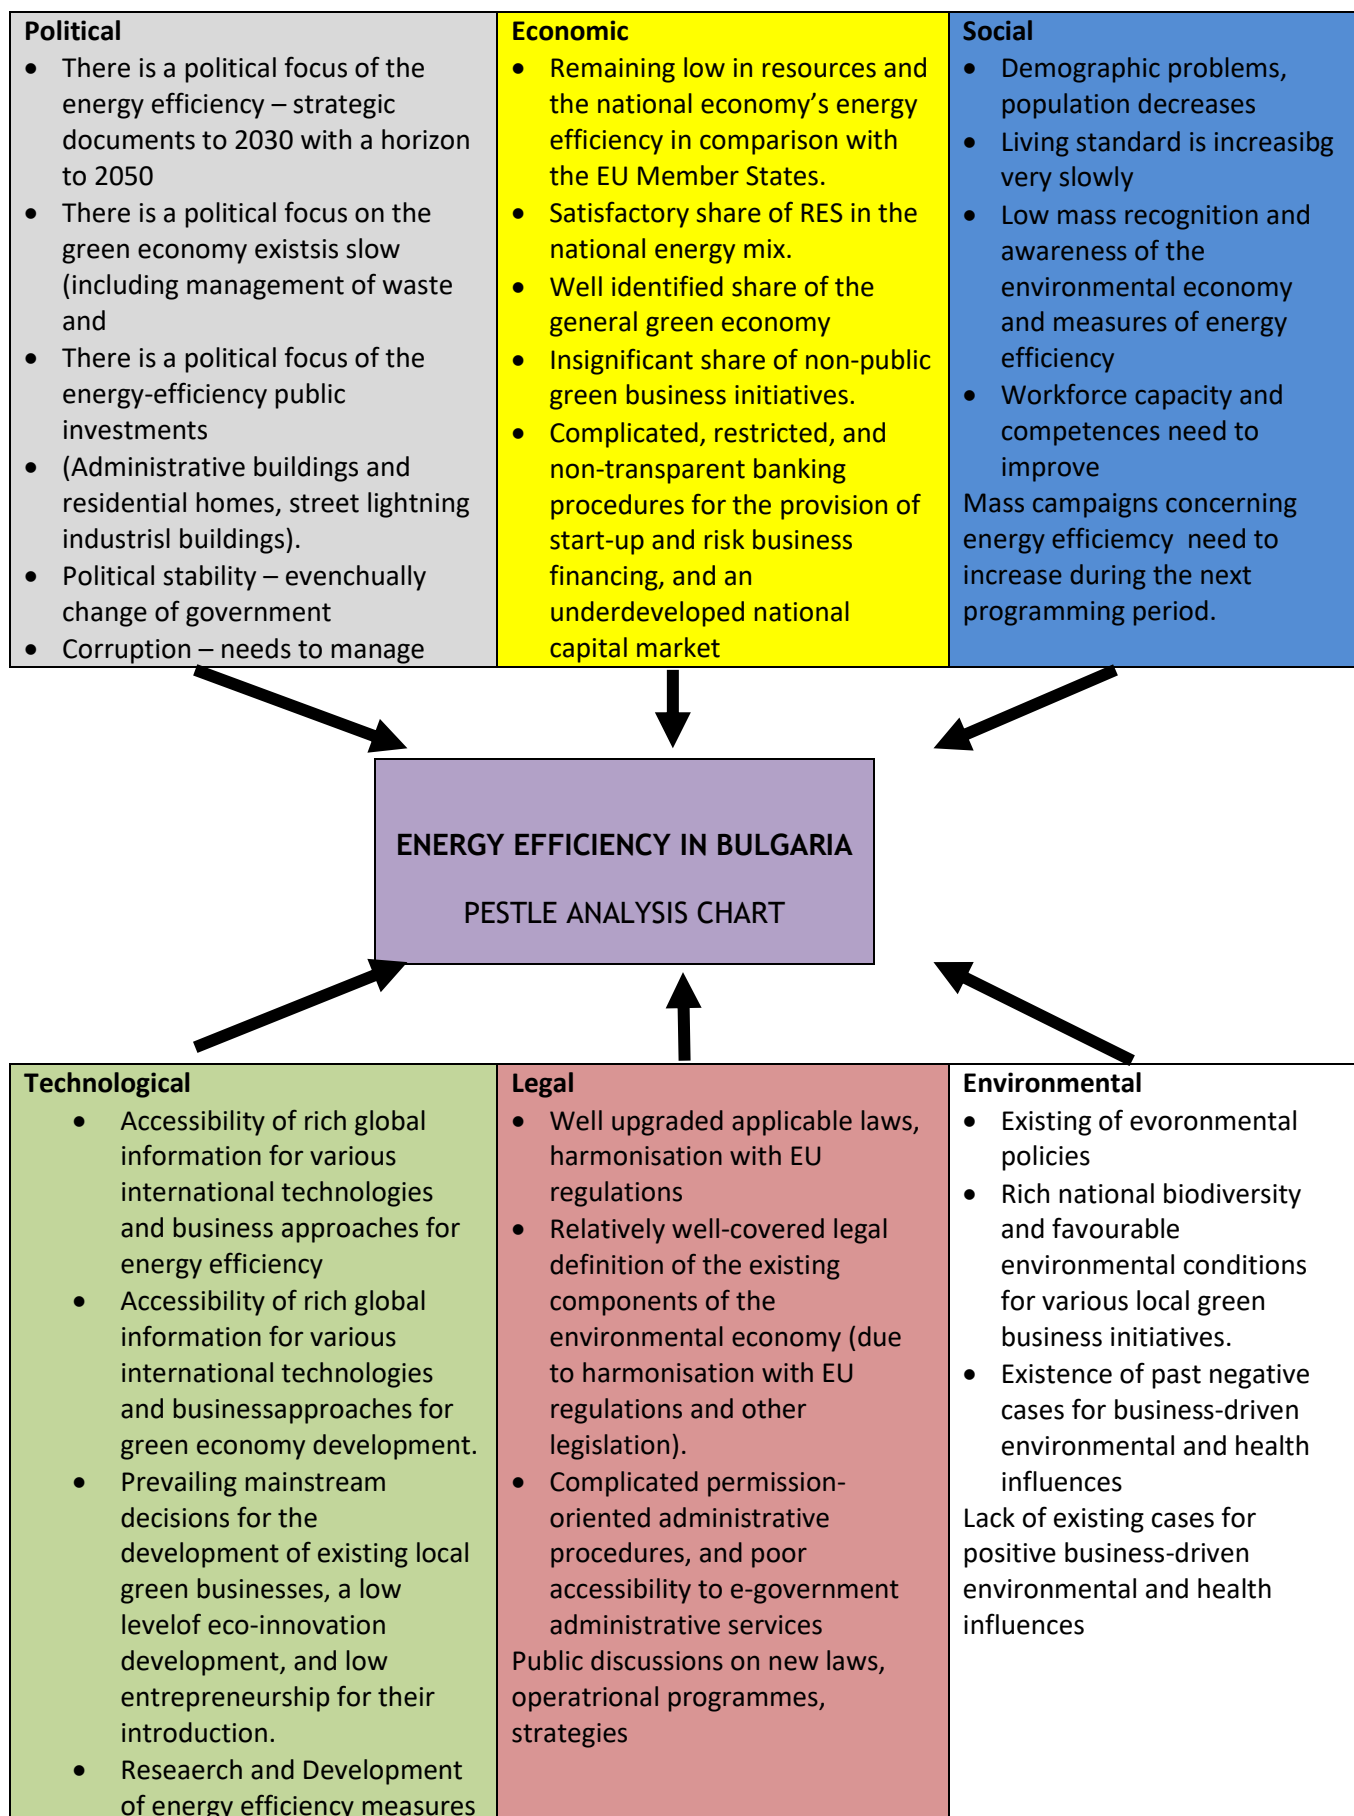 Political
• There is a political focus of the
energy efficiency – strategic
documents to 2030 with a horizon
to 2050
• There is a political focus on the
green economy existsis slow
(including management of waste
and
• There is a political focus of the
energy-efficiency public
investments
• (Administrative buildings and
residential homes, street lightning
industrisl buildings).
• Political stability – evenchually
change of government
• Corruption – needs to manage
Economic
• Remaining low in resources and
the national economy’s energy
efficiency in comparison with
the EU Member States.
• Satisfactory share of RES in the
national energy mix.
• Well identified share of the
general green economy
• Insignificant share of non-public
green business initiatives.
• Complicated, restricted, and
non-transparent banking
procedures for the provision of
start-up and risk business
financing, and an
underdeveloped national
capital market
Social
• Demographic problems,
population decreases
• Living standard is increasibg
very slowly
• Low mass recognition and
awareness of the
environmental economy
and measures of energy
efficiency
• Workforce capacity and
competences need to
improve
Mass campaigns concerning
energy efficiemcy need to
increase during the next
programming period.
ENERGY EFFICIENCY IN BULGARIA
PESTLE ANALYSIS CHART
Technological
• Accessibility of rich global
information for various
international technologies
and business approaches for
energy efficiency
• Accessibility of rich global
information for various
international technologies
and businessapproaches for
green economy development.
• Prevailing mainstream
decisions for the
development of existing local
green businesses, a low
levelof eco-innovation
development, and low
entrepreneurship for their
introduction.
• Reseaerch and Development
of energy efficiency measures
Legal
• Well upgraded applicable laws,
harmonisation with EU
regulations
• Relatively well-covered legal
definition of the existing
components of the
environmental economy (due
to harmonisation with EU
regulations and other
legislation).
• Complicated permission-
oriented administrative
procedures, and poor
accessibility to e-government
administrative services
Public discussions on new laws,
operatrional programmes,
strategies
Environmental
• Existing of evoronmental
policies
• Rich national biodiversity
and favourable
environmental conditions
for various local green
business initiatives.
• Existence of past negative
cases for business-driven
environmental and health
influences
Lack of existing cases for
positive business-driven
environmental and health
influences